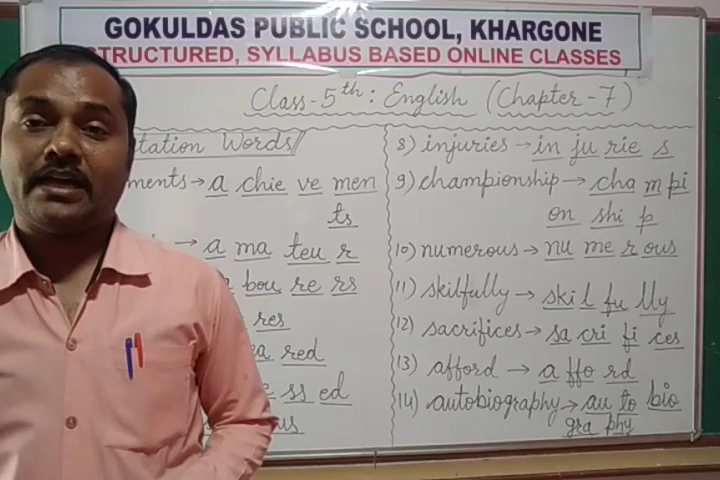 GOKULDAS PUBLIC SCHOOL, KHARGONE
STRUCTURED, SYLLABUS BASED ONLINE CLASSES
Class-5th: English (Chapter-7)
Words
→ a chie ve men
ts
→ a ma teu r
bou re rs
res
red
ss ed
us
8) injuries → in ju rie s
9) championship → cha m pi
on shi p
10) numerous → nu me r ous
11) skilfully → ski l fu lly
12) sacrifices → sa cri fi ces
13) afford → a ffo rd
14) autobiography → au to bio
gra phy